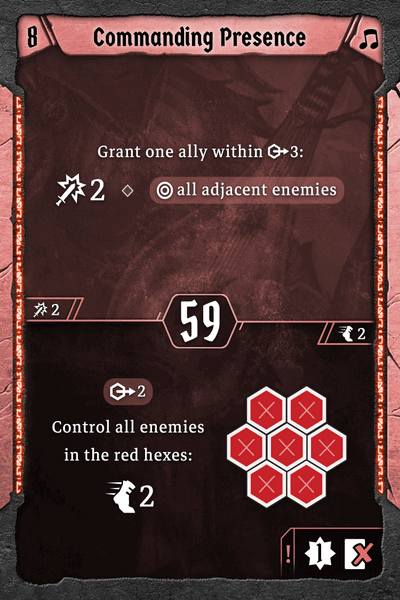 8 Commanding Presence
Grant one ally within 3:
2 all adjacent enemies
2
59
2
2
Control all enemies
in the red hexes:
2
! 1